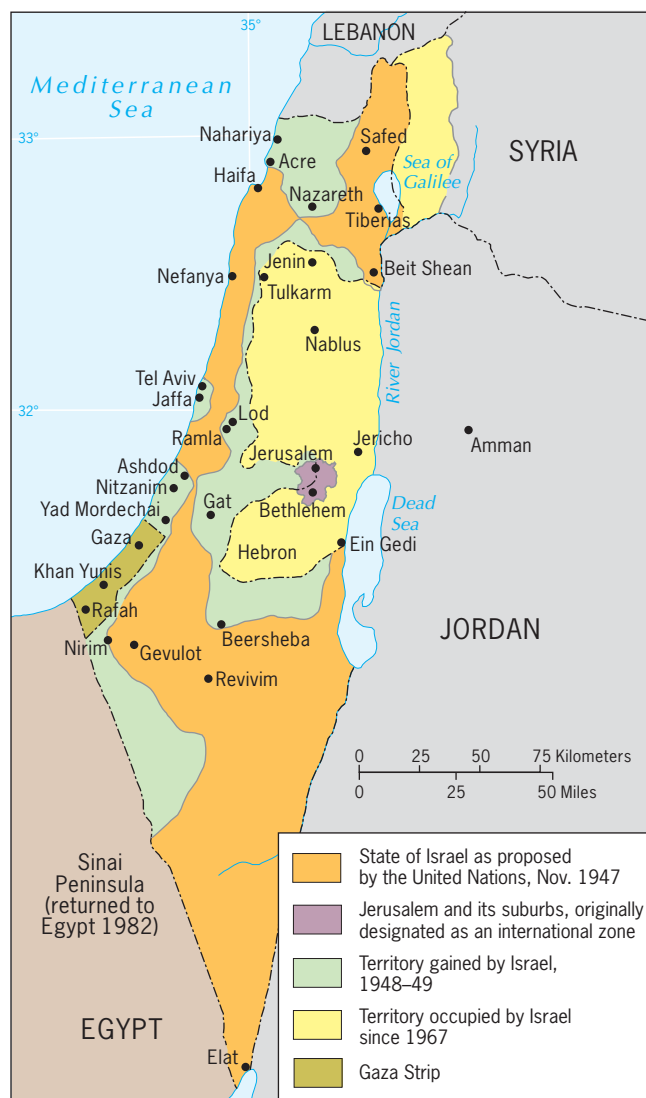 35°
LEBANON
Mediterranean
Sea
33°
Nahariya
Safed
SYRIA
Acre
Sea of
Galilee
Haifa
Nazareth
Tiberias
Jenin
Beit Shean
Nefanya
Tulkarm
Nablus
River Jordan
Tel Aviv
Jaffa
32°
Lod
Ramla
Jericho
Amman
Jerusalem
Ashdod
Nitzanim
Gat
Bethlehem
Dead
Sea
Yad Mordechai
Gaza
Hebron
Ein Gedi
Khan Yunis
Rafah
Beersheba
JORDAN
Nirim
Gevulot
Revivim
0 25 50 75 Kilometers
0 25 50 Miles
Sinai
Peninsula
(returned to
Egypt 1982)
EGYPT
Elat
State of Israel as proposed
by the United Nations, Nov. 1947
Jerusalem and its suburbs, originally
designated as an international zone
Territory gained by Israel,
1948–49
Territory occupied by Israel
since 1967
Gaza Strip